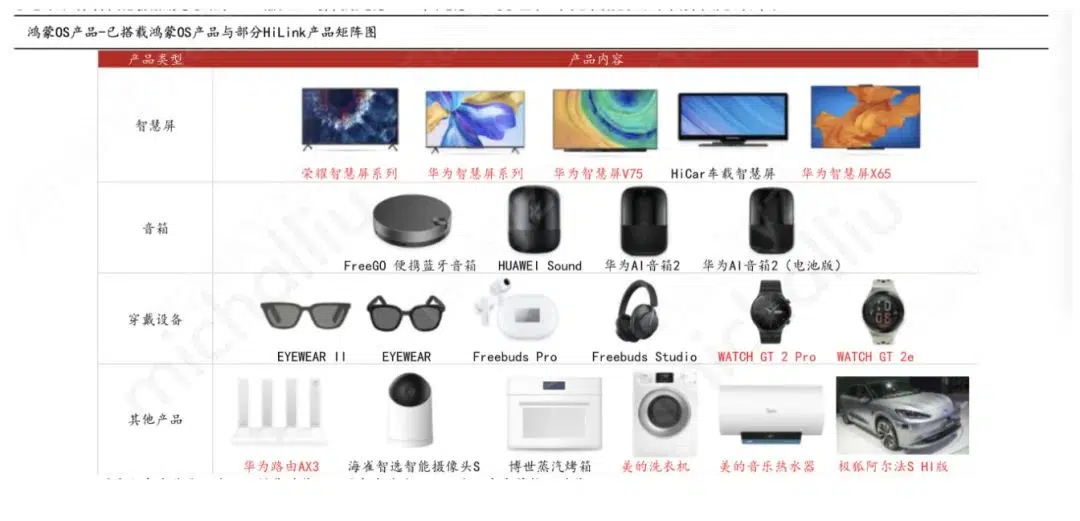 鸿蒙OS产品-已搭载鸿蒙OS产品与部分HiLink产品矩阵图
产品类型 产品内容
智慧屏
荣耀智慧屏系列 华为智慧屏系列 华为智慧屏V75 HiCar车载智慧屏 华为智慧屏X65
音箱
FreeGO 便携蓝牙音箱 HUAWEI Sound 华为AI音箱2 华为AI音箱2（电池版）
穿戴设备
EYEWEAR II EYEWEAR Freebuds Pro Freebuds Studio WATCH GT 2 Pro WATCH GT 2e
其他产品
华为路由AX3 海雀智选智能摄像头S 博世蒸汽烤箱 美的洗衣机 美的音乐热水器 极狐阿尔法S HI版
michalliu